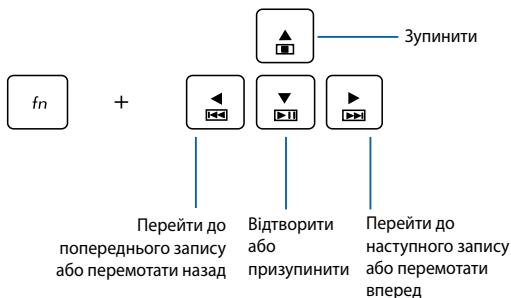 Зупинити
fn
+
Перейти до
попереднього запису
або перемотати назад
Відтворити
або
призупинити
Перейти до
наступного запису
або перемотати
вперед